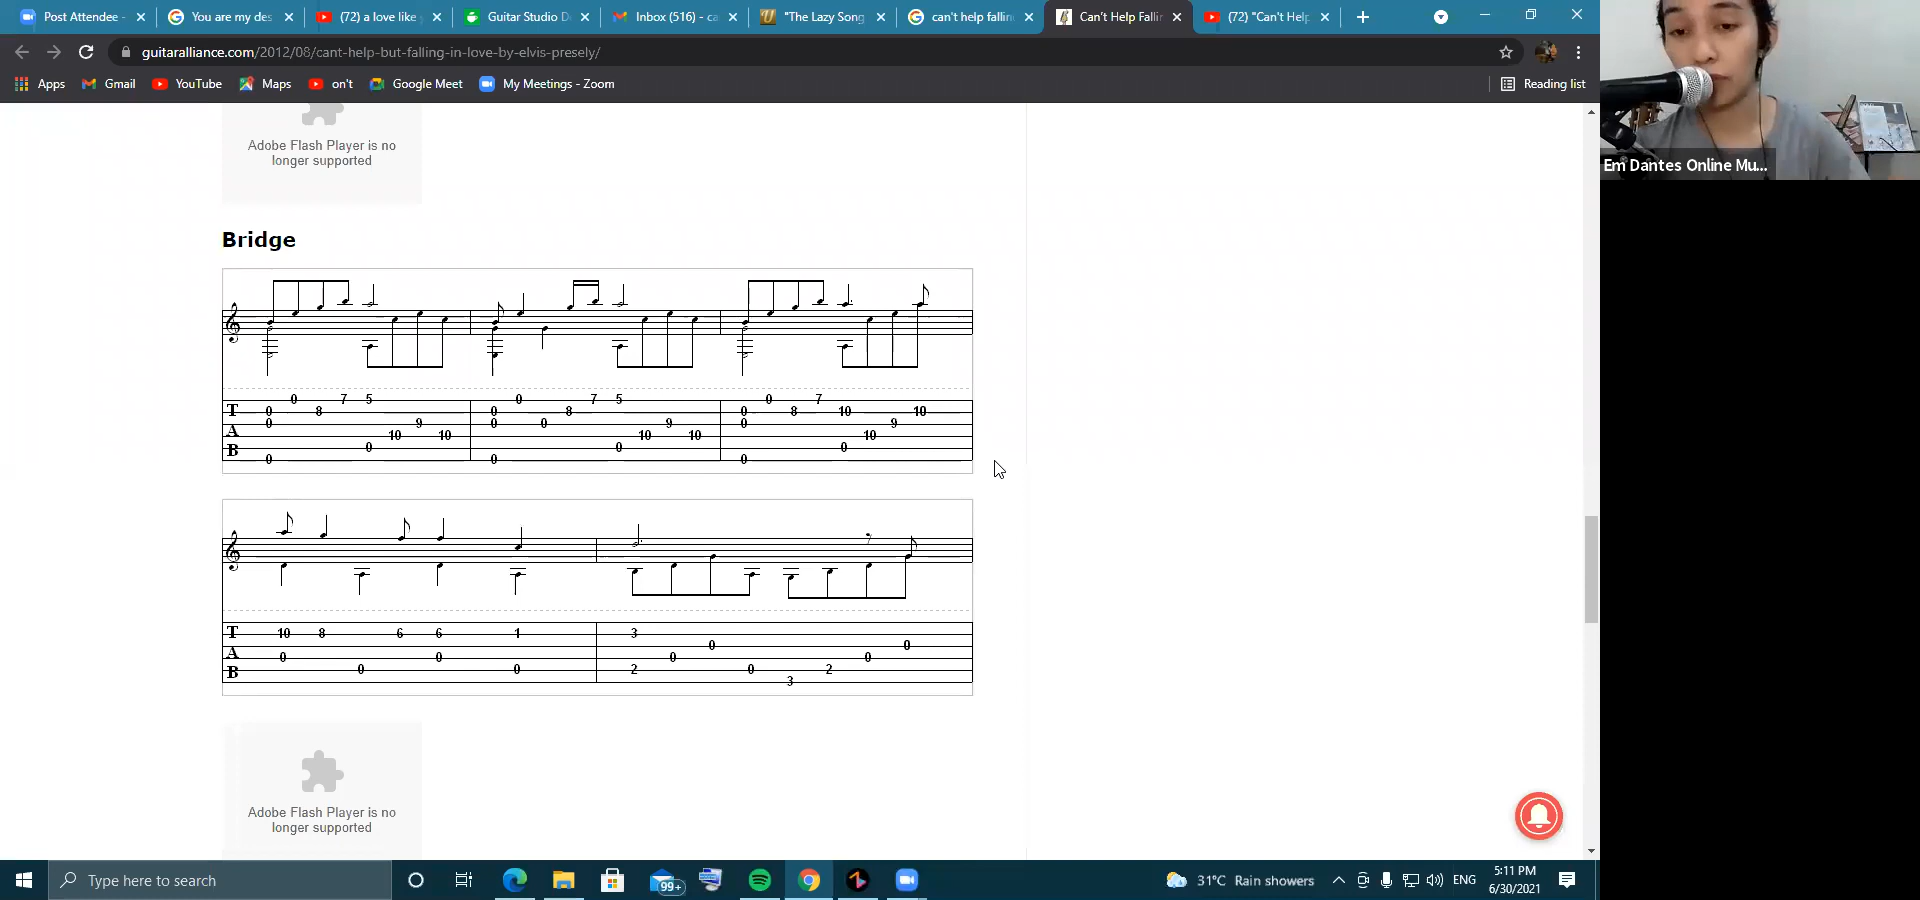 Post Attendee -
You are my des
(72) a love like y
Guitar Studio D
Inbox (516) - ca
"The Lazy Song
can't help fallin
Can't Help Fallin
(72) "Can't Help
guitaralliance.com/2012/08/cant-help-but-falling-in-love-by-elvis-presely/
Apps
Gmail
YouTube
Maps
on't
Google Meet
My Meetings - Zoom
Reading list
Em Dantes Online Mu...
Adobe Flash Player is no
longer supported
Bridge
0 7 5 0 7 5 0 7
T 0 8 0 8 0 8 10 10
A 0 9 0 0 9 0 9
10 10 10 10 10
B 0 0 0
0 0 0
T 10 8 6 6 1 3
0
A 0 0 0 0
B 0 0 2 0 2
3
Adobe Flash Player is no
longer supported
Type here to search
99+
31°C Rain showers
ENG
5:11 PM
6/30/2021